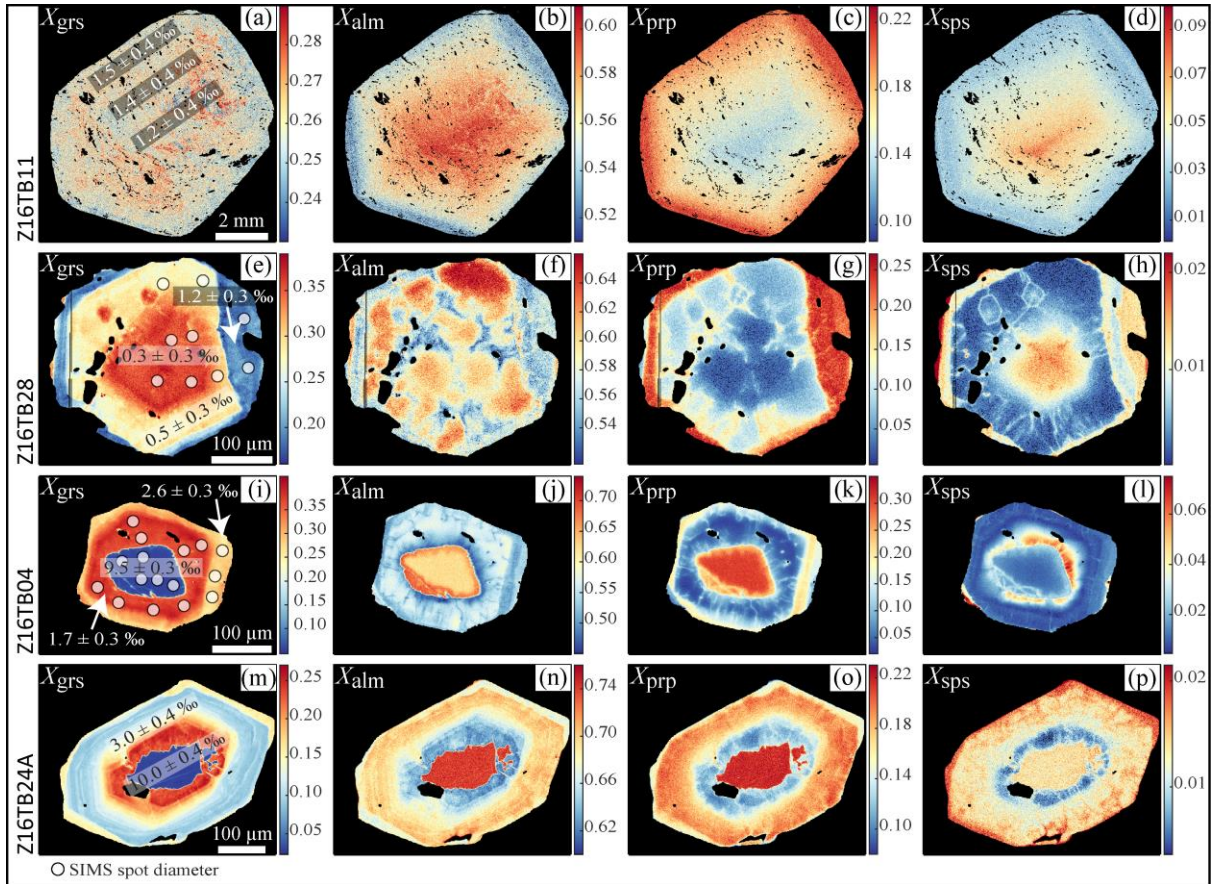 Z16TB11
Xgrs (a)
1.5 ± 0.4 ‰
1.4 ± 0.4 ‰
1.2 ± 0.4 ‰
2 mm
0.28
0.27
0.26
0.25
0.24
Xalm (b)
0.60
0.58
0.56
0.54
0.52
Xprp (c)
0.22
0.18
0.14
0.10
Xsps (d)
0.09
0.07
0.05
0.03
0.01
Z16TB28
Xgrs (e)
1.2 ± 0.3 ‰
0.3 ± 0.3 ‰
0.5 ± 0.3 ‰
100 µm
0.35
0.30
0.25
0.20
Xalm (f)
0.64
0.62
0.60
0.58
0.56
0.54
Xprp (g)
0.25
0.20
0.15
0.10
0.05
Xsps (h)
0.02
0.01
Z16TB04
Xgrs (i)
2.6 ± 0.3 ‰
9.5 ± 0.3 ‰
1.7 ± 0.3 ‰
100 µm
0.35
0.30
0.25
0.20
0.15
0.10
Xalm (j)
0.70
0.65
0.60
0.55
0.50
Xprp (k)
0.30
0.25
0.20
0.15
0.10
0.05
Xsps (l)
0.06
0.04
0.02
Z16TB24A
Xgrs (m)
3.0 ± 0.4 ‰
10.0 ± 0.4 ‰
100 µm
0.25
0.20
0.15
0.10
0.05
Xalm (n)
0.74
0.70
0.66
0.62
Xprp (o)
0.22
0.18
0.14
0.10
Xsps (p)
0.02
0.01
SIMS spot diameter